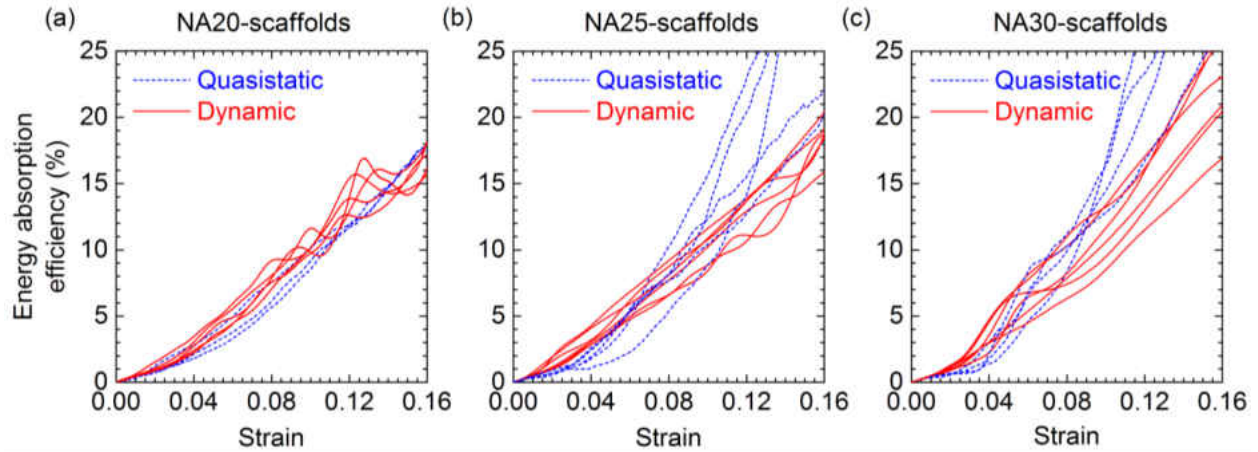 (a) NA20-scaffolds
(b) NA25-scaffolds
(c) NA30-scaffolds
Energy absorption
efficiency (%)
25
20
15
10
5
0
Quasistatic
Dynamic
0.00 0.04 0.08 0.12 0.16
Strain
25
20
15
10
5
0
Quasistatic
Dynamic
0.00 0.04 0.08 0.12 0.16
Strain
25
20
15
10
5
0
Quasistatic
Dynamic
0.00 0.04 0.08 0.12 0.16
Strain